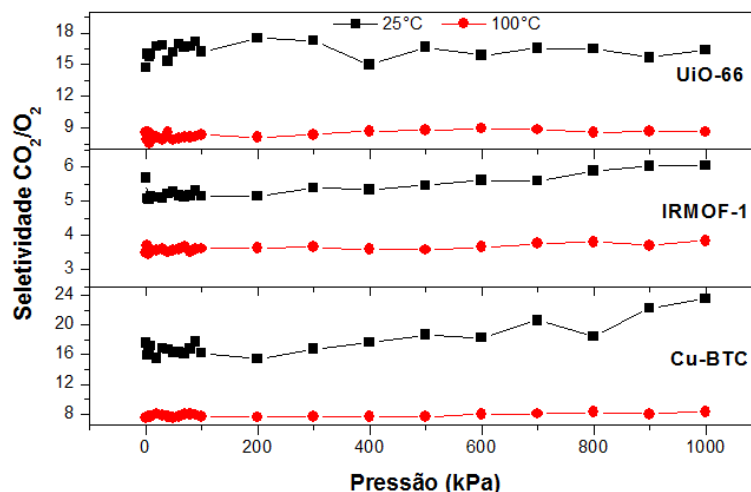 25°C 100°C
18
15
12
9
UiO-66
6
5
4
3
IRMOF-1
24
20
16
12
8
Cu-BTC
0 200 400 600 800 1000
Pressão (kPa)
Seletividade CO₂/O₂